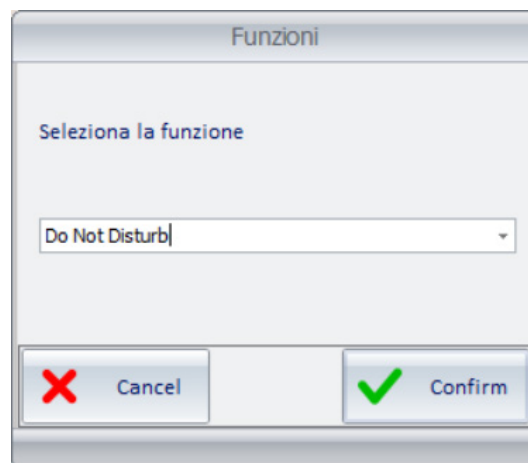 Funzioni
Seleziona la funzione
Do Not Disturb
Cancel
Confirm